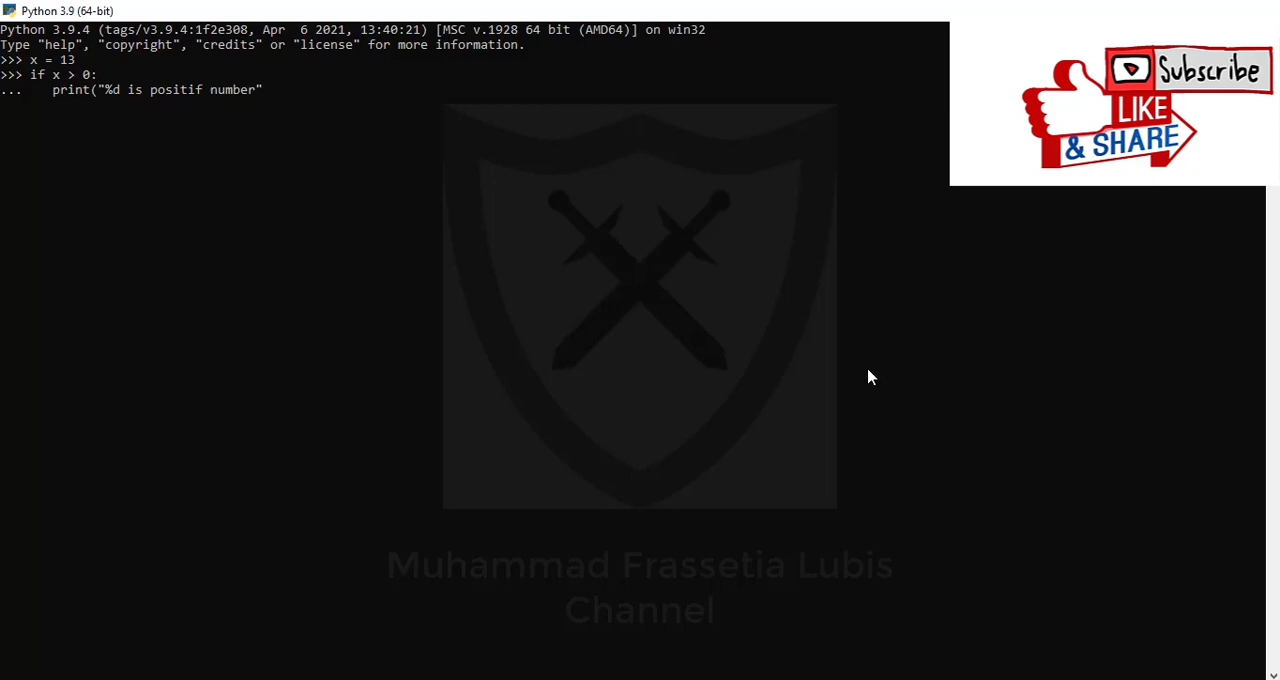 Python 3.9 (64-bit)
Python 3.9.4 (tags/v3.9.4:1f2e308, Apr  6 2021, 13:40:21) [MSC v.1928 64 bit (AMD64)] on win32
Type "help", "copyright", "credits" or "license" for more information.
>>> x = 13
>>> if x > 0:
...    print("%d is positif number"
Subscribe
LIKE
& SHARE
Muhammad Frassetia Lubis
Channel